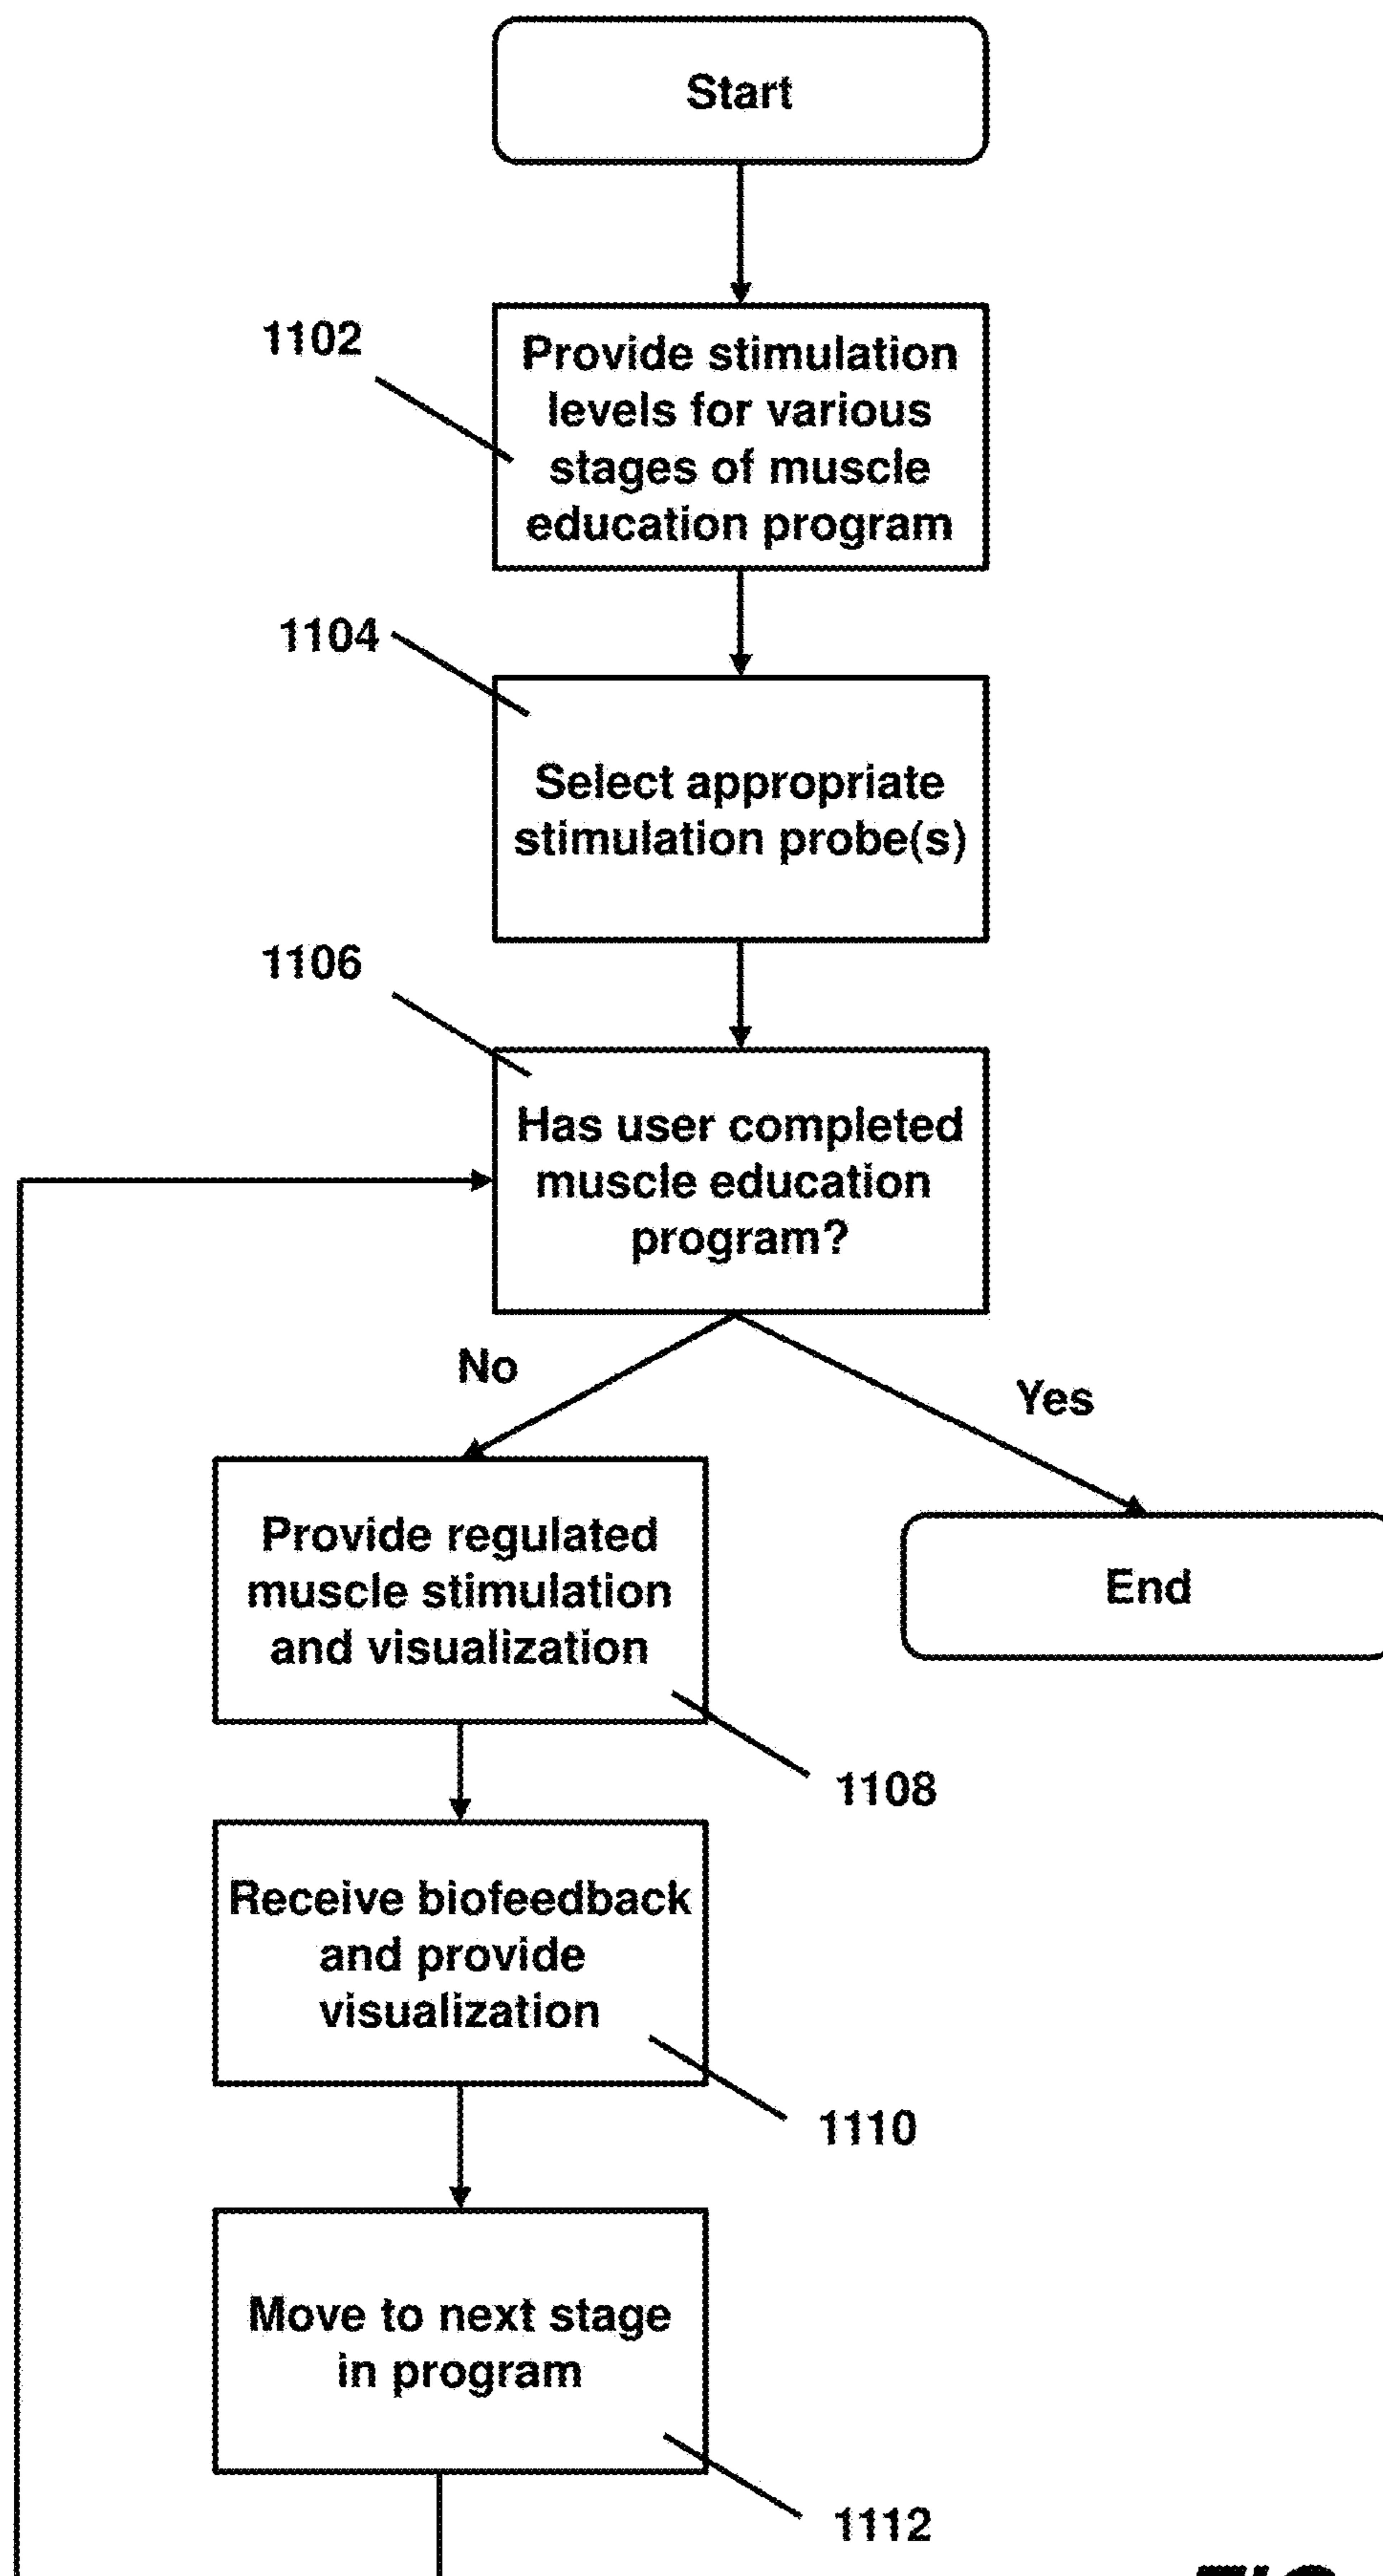 Start
1102
Provide stimulation
levels for various
stages of muscle
education program
1104
Select appropriate
stimulation probe(s)
1106
Has user completed
muscle education
program?
No
Yes
Provide regulated
muscle stimulation
and visualization
End
1108
Receive biofeedback
and provide
visualization
1110
Move to next stage
in program
1112